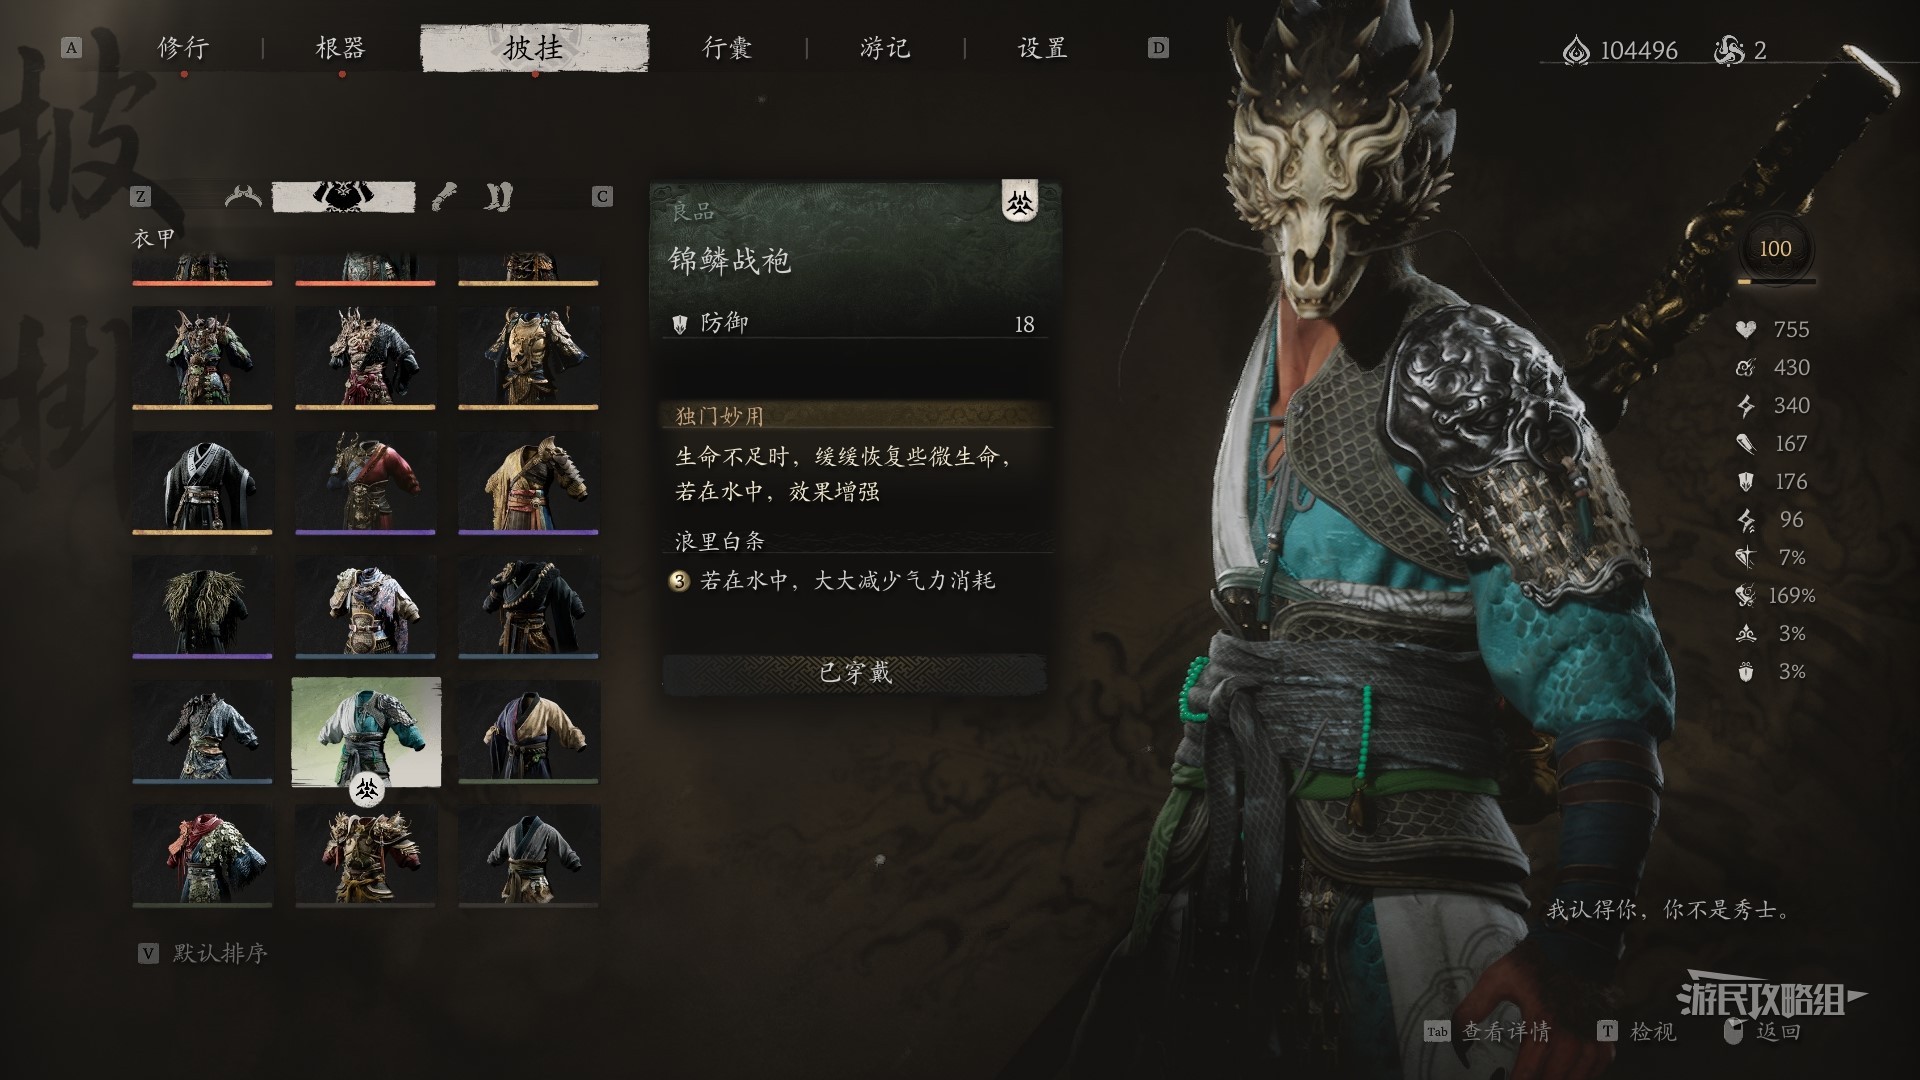 A 修行 根器 披挂 行囊 游记 设置 D
104496 2
披挂
Z C
衣甲
良品
锦鳞战袍
防御 18
独门妙用
生命不足时，缓缓恢复些微生命，
若在水中，效果增强
浪里白条
3 若在水中，大大减少气力消耗
已穿戴
100
755
430
340
167
176
96
7%
169%
3%
3%
我认得你，你不是秀士。
V 默认排序
游民攻略组
Tab 查看详情 T 检视 返回